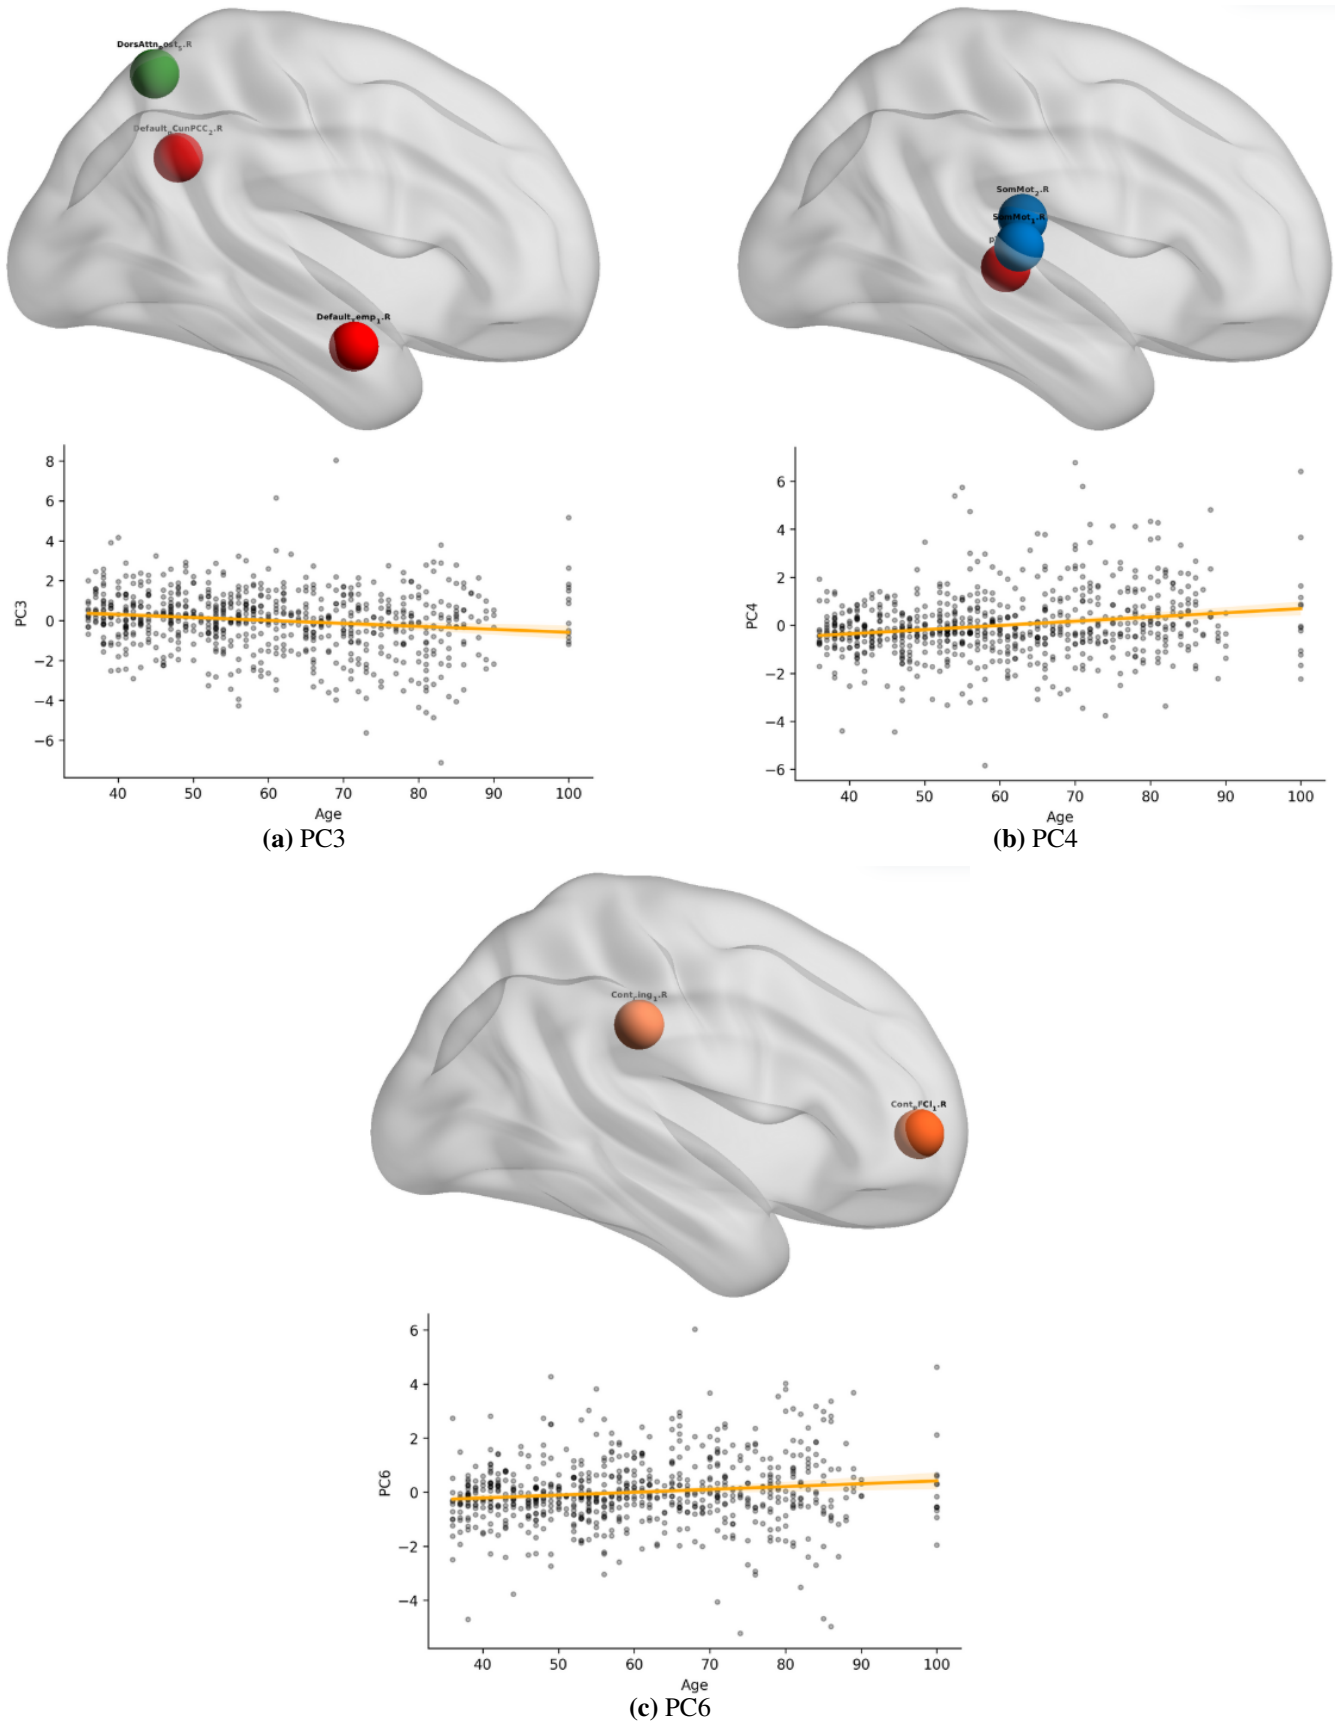 DorsAttn_Post_5.R
Default_pCunPCC_2.R
Default_Temp_1.R
8
6
4
2
0
−2
−4
−6
PC3
40 50 60 70 80 90 100
Age
(a) PC3
SomMot_2.R
SomMot_1.R
6
4
2
0
−2
−4
−6
PC4
40 50 60 70 80 90 100
Age
(b) PC4
Cont_Cing_1.R
Cont_PFCl_1.R
6
4
2
0
−2
−4
PC6
40 50 60 70 80 90 100
Age
(c) PC6